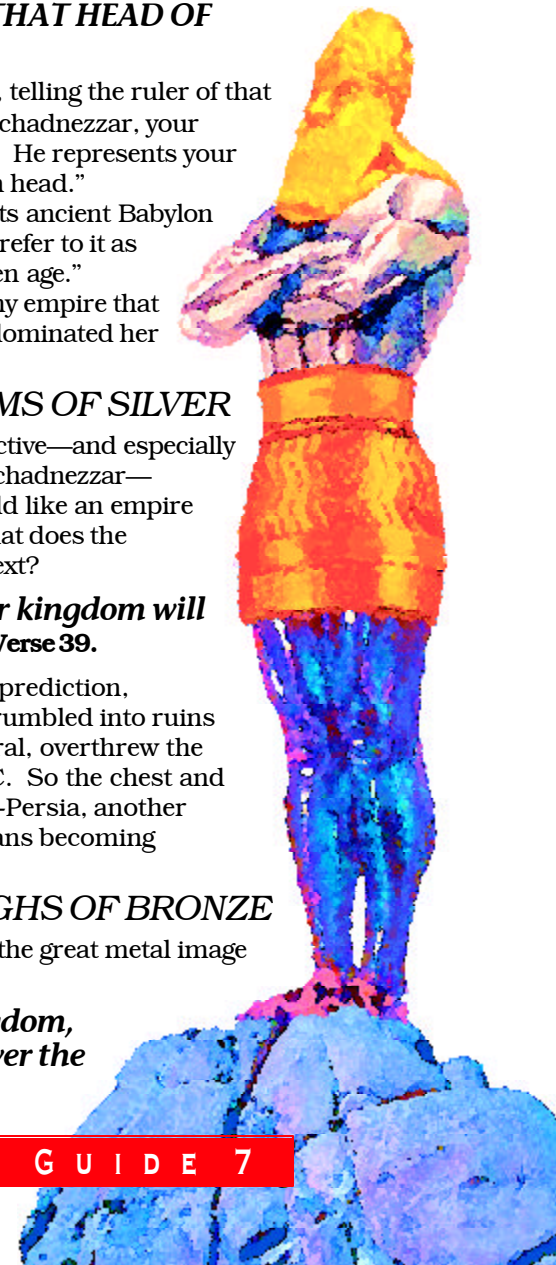 THAT HEAD OF
, telling the ruler of that
chadnezzar, your
He represents your
head.”
ts ancient Babylon
refer to it as
en age.”
ny empire that
dominated her
MS OF SILVER
ctive—and especially
chadnezzar—
ld like an empire
at does the
ext?
r kingdom will
Verse 39.
prediction,
rumbled into ruins
ral, overthrew the
C. So the chest and
-Persia, another
ans becoming
GHS OF BRONZE
the great metal image
dom,
ver the
GUIDE 7